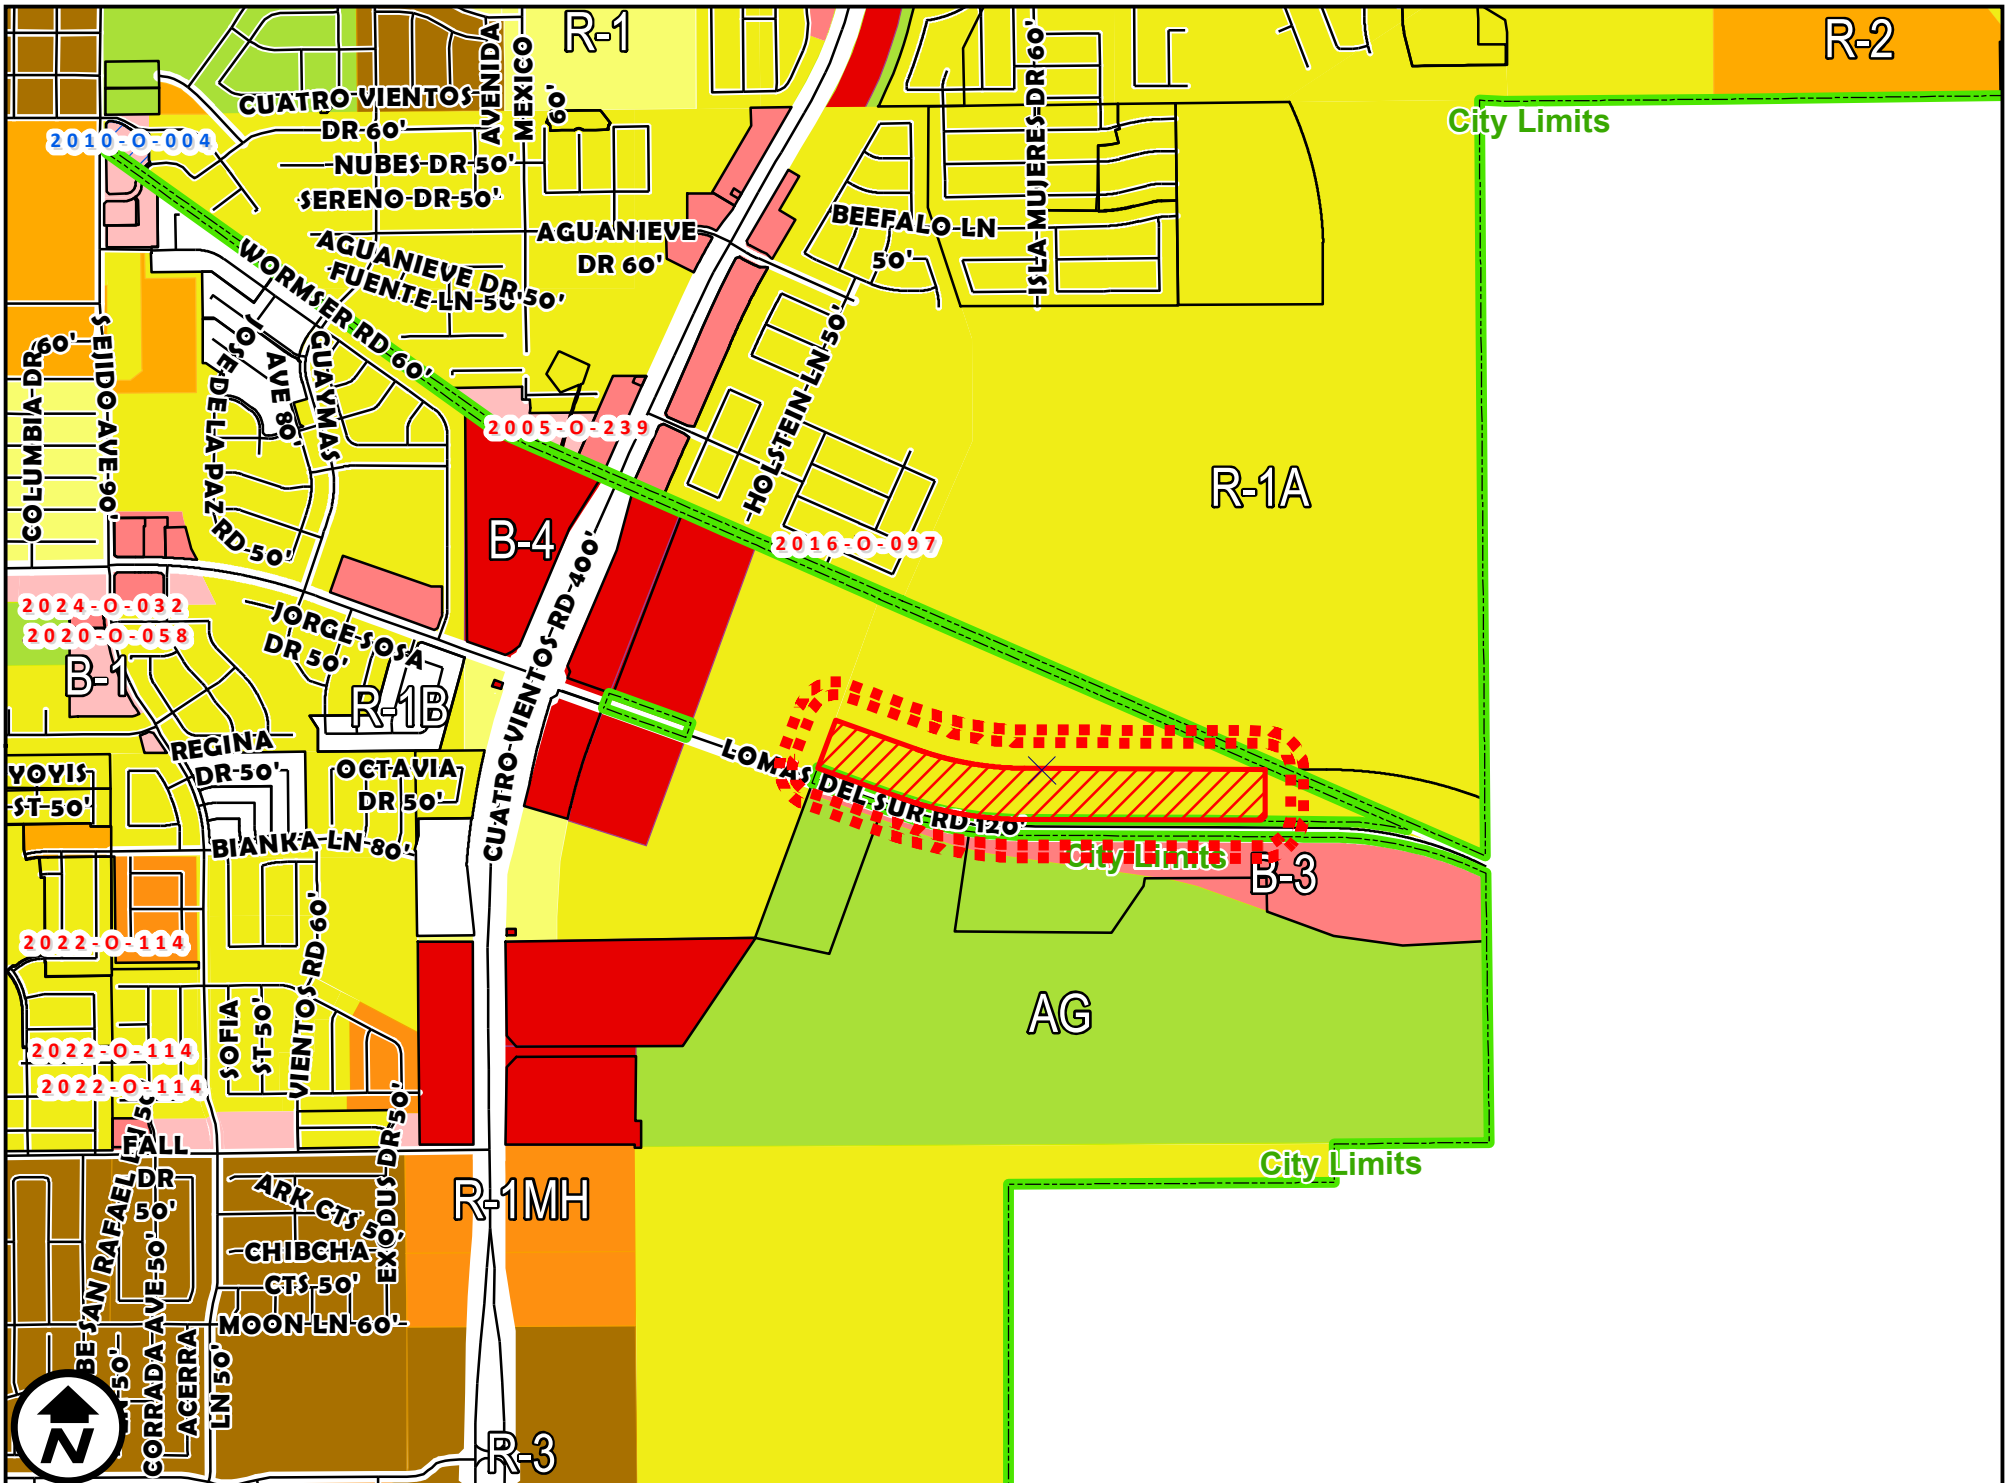 R-1
R-2
AVENIDA
MEXICO
60'
ISLA MUJERES DR 60'
CUATRO VIENTOS
DR 60'
City Limits
2010-O-004
NUBES DR 50'
SERENO DR 50'
AGUANIEVE
DR 60'
BEEFALO LN
50'
AGUANIEVE DR 50'
FUENTE LN 50'
WORMSER RD 60'
HOLSTEIN LN 50'
COLUMBIA DR
60'
S EJIDO AVE 90'
JOSE DE LA PAZ RD 50'
AVE 80'
GUAYMAS
2005-O-239
R-1A
B-4
2016-O-097
CUATRO VIENTOS RD 400'
2024-O-032
2020-O-058
JORGE SOSA
DR 50'
B-1
R-1B
REGINA
DR 50'
LOMAS DEL SUR RD 120'
YOYIS
ST 50'
OCTAVIA
DR 50'
BIANKA LN 80'
City Limits
B-3
2022-O-114
VIENTOS RD 60'
SOFIA
ST 50'
AG
2022-O-114
2022-O-114
FALL
DR
50'
EXODUS DR 50'
City Limits
ARK CTS 50'
R-1MH
CHIBCHA
CTS 50'
MOON LN 60'
BE SAN RAFAEL LN 50'
CORRADA AVE 50'
ACERRA
LN 50'
50'
R-3
N